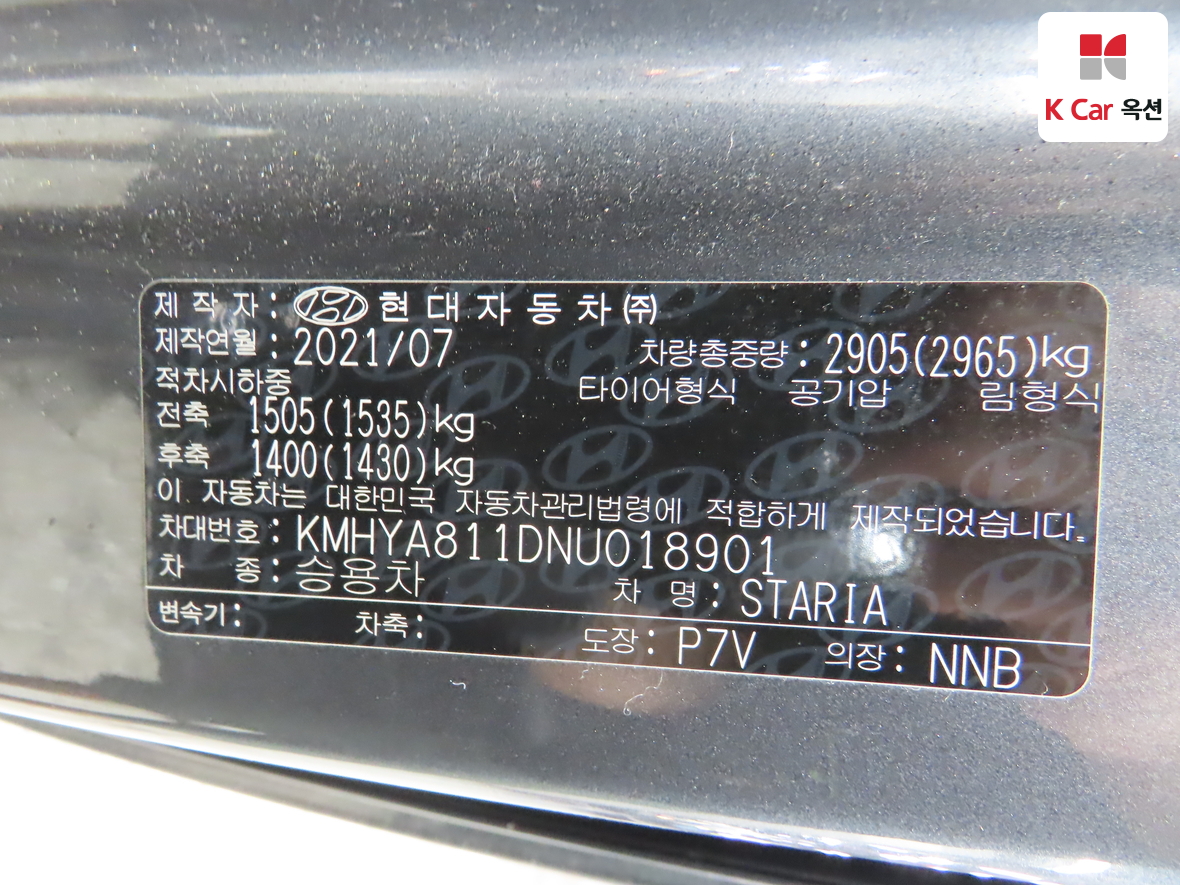 K Car 옥션
제 작 자 : 현 대 자 동 차 ㈜
제작연월 : 2021/07 차량총중량 : 2905(2965)kg
적차시하중 타이어형식 공기압 림형식
전축 1505(1535)kg
후축 1400(1430)kg
이 자동차는 대한민국 자동차관리법령에 적합하게 제작되었습니다.
차대번호 : KMHYA811DNU018901
차 종 : 승용차 차 명 : STARIA
변속기 : 차축 : 도장 : P7V 의장 : NNB